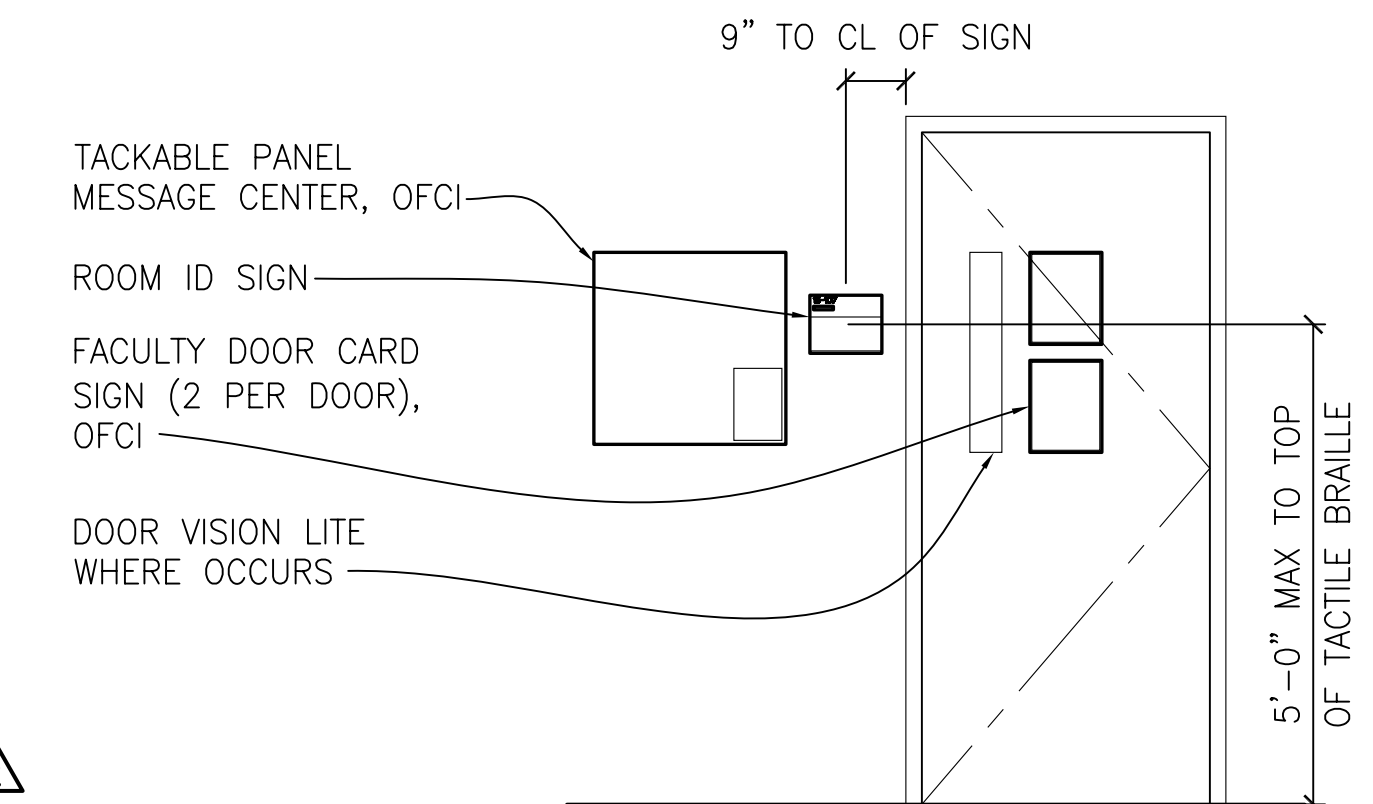 9” TO CL OF SIGN
TACKABLE PANEL
MESSAGE CENTER, OFCI
ROOM ID SIGN
FACULTY DOOR CARD
SIGN (2 PER DOOR),
OFCI
DOOR VISION LITE
WHERE OCCURS
5’-0” MAX TO TOP
OF TACTILE BRAILLE